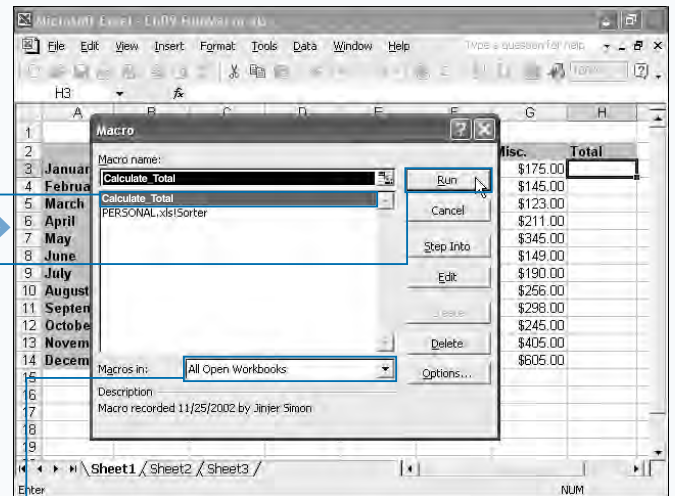 Microsoft Excel - Ch09 RunMacro.xls
File Edit View Insert Format Tools Data Window Help Type a question for help
H3 fx
A B C D E F G H
1
2 Misc. Total
3 Januar $175.00
4 Februa $145.00
5 March $123.00
6 April $211.00
7 May $345.00
8 June $149.00
9 July $190.00
10 August $256.00
11 Septen $298.00
12 Octobe $245.00
13 Novem $405.00
14 Decem $605.00
15
16
17
18
19
Macro
Macro name:
Calculate_Total
Calculate_Total
PERSONAL.xls!Sorter
Run
Cancel
Step Into
Edit
Delete
Options...
Macros in: All Open Workbooks
Description
Macro recorded 11/25/2002 by Jinjer Simon
Sheet1 Sheet2 Sheet3
Enter NUM